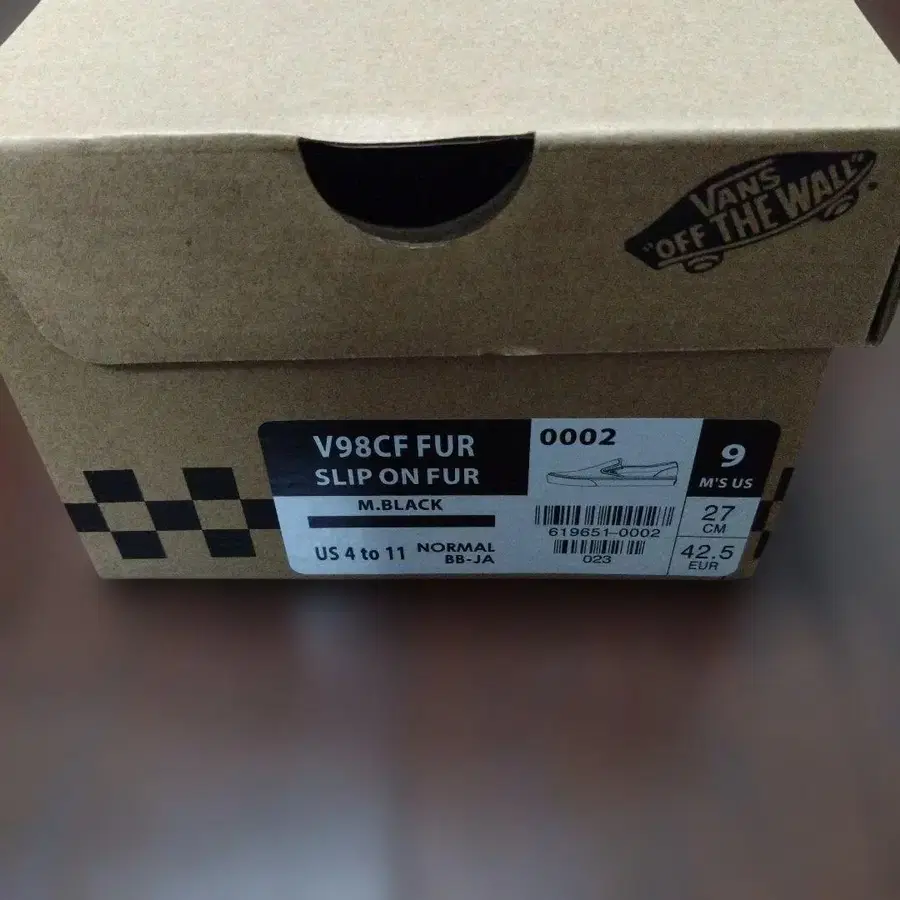 VANS
"OFF THE WALL"
V98CF FUR
SLIP ON FUR
M.BLACK
US 4 to 11 NORMAL
BB-JA
0002
619651-0002
023
9
M'S US
27
CM
42.5
EUR